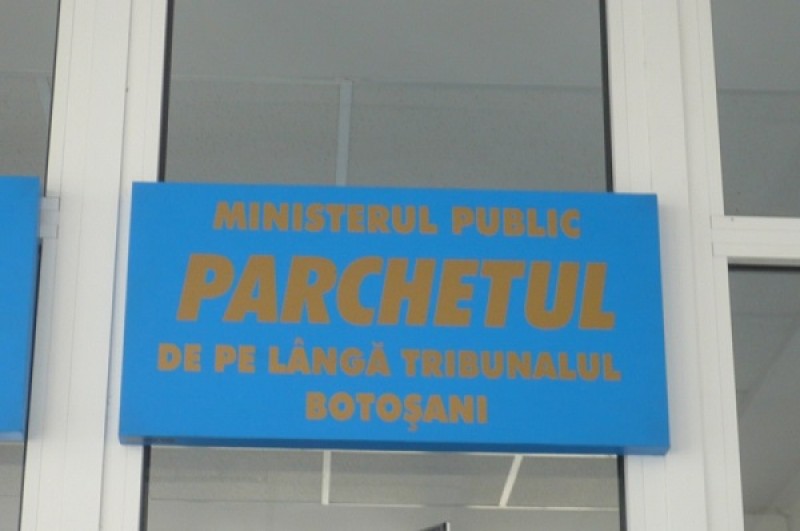 MINISTERUL PUBLIC
PARCHETUL
DE PE LÂNGĂ TRIBUNALUL
BOTOŞANI